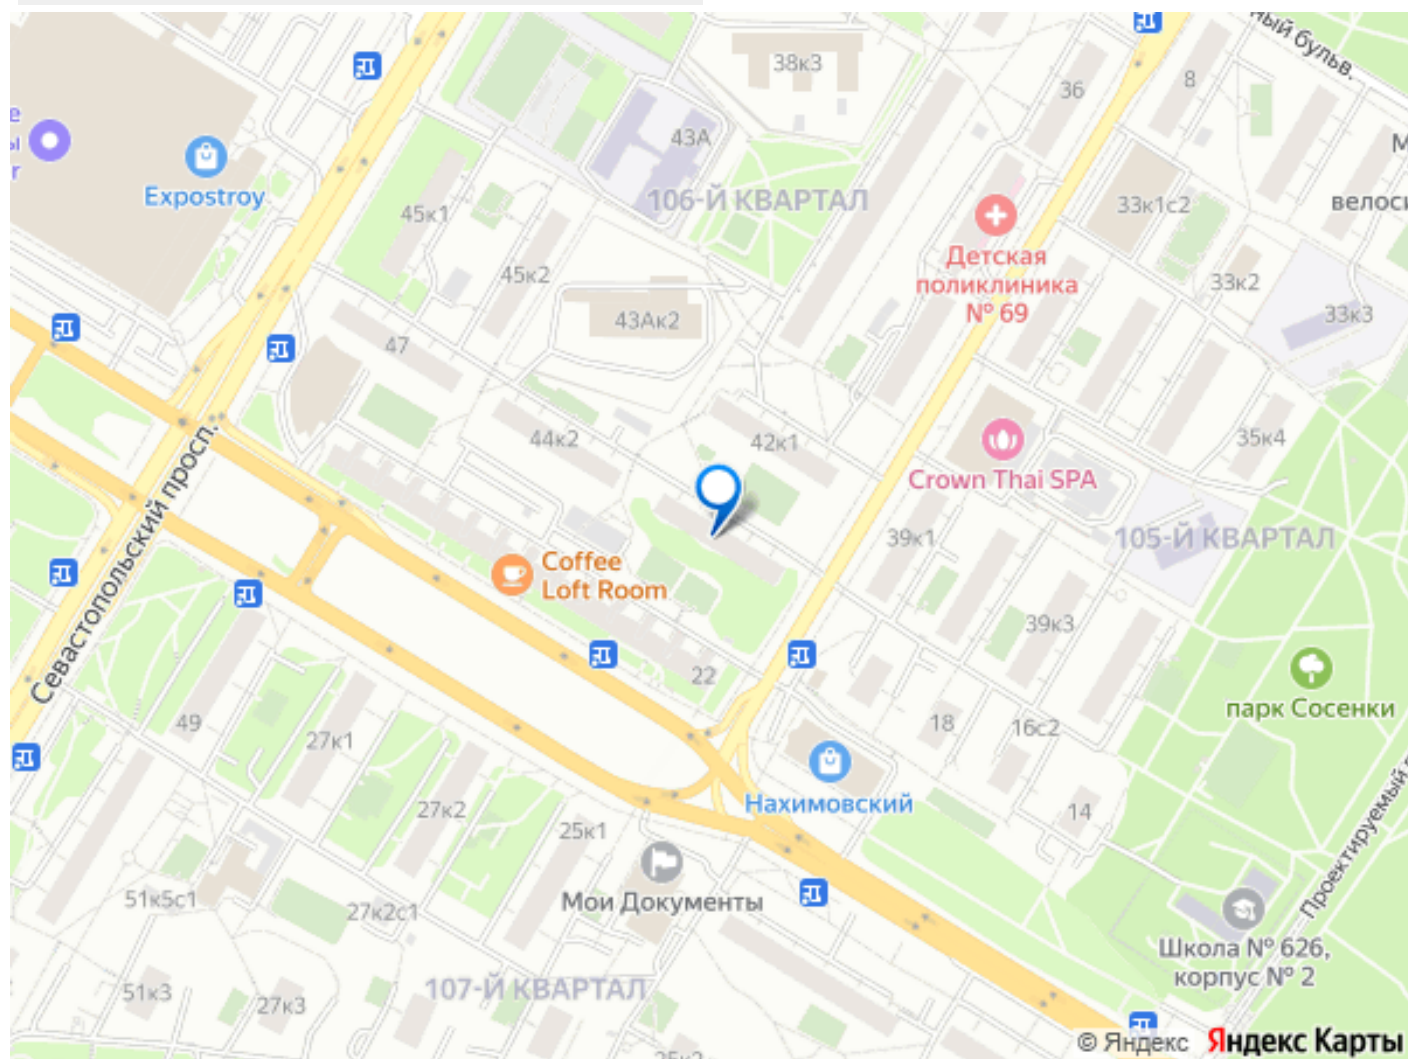 ный бульв.
38к3
36
8
е
ы
r
43А
М
Expostroy
106-Й КВАРТАЛ
45к1
33к1с2
велоси
Детская
поликлиника
№ 69
45к2
33к2
43Ак2
33к3
47
44к2
42к1
35к4
Crown Thai SPA
Севастопольский просп.
39к1
105-Й КВАРТАЛ
Coffee
Loft Room
39к3
22
парк Сосенки
49
27к1
18
16с2
Нахимовский
27к2
25к1
14
Проектируемый п
51к5с1
27к2с1
Мои Документы
Школа № 626,
корпус № 2
51к3
27к3
107-Й КВАРТАЛ
25к2
© Яндекс Яндекс Карты